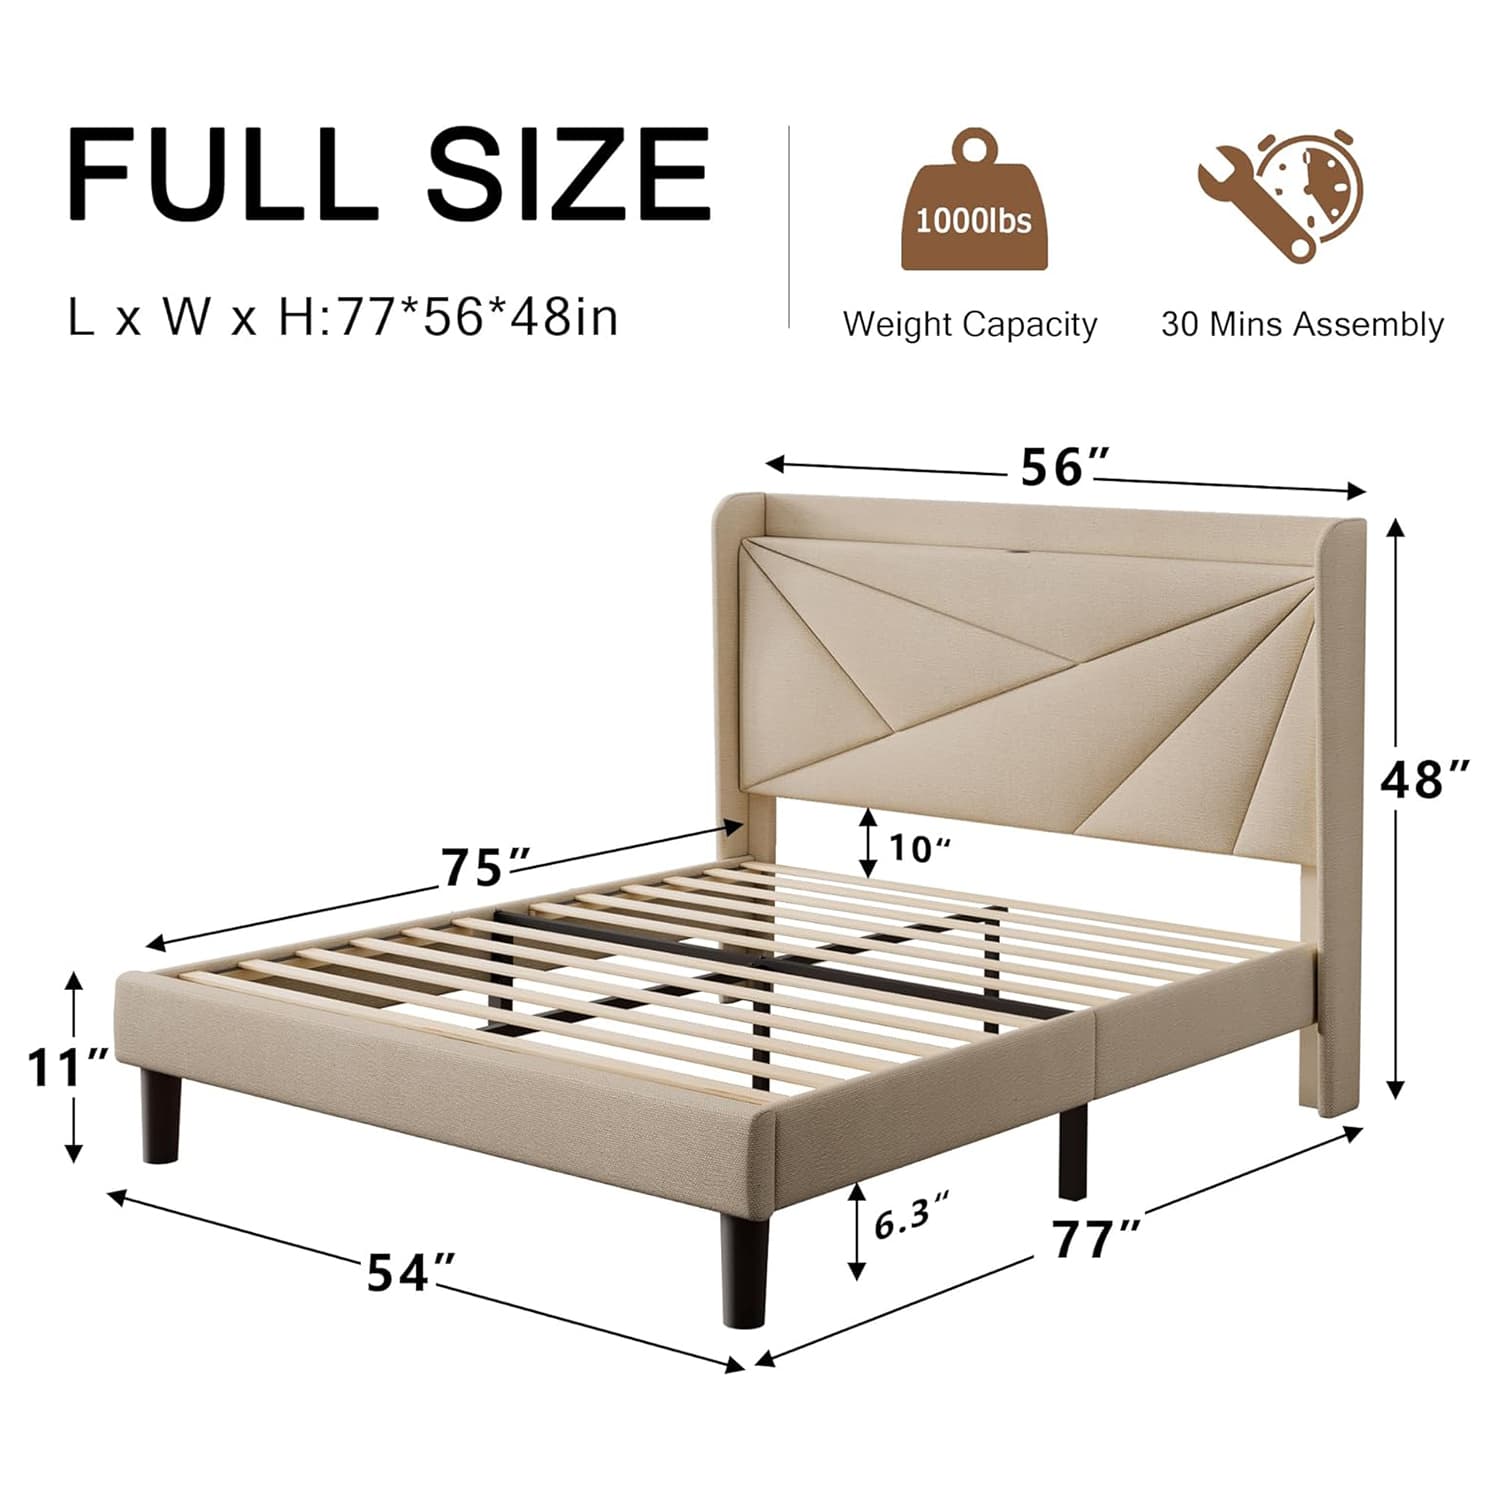 FULL SIZE
L x W x H:77*56*48in
1000lbs
Weight Capacity
30 Mins Assembly
56″
48″
75″
10“
11″
6.3“
77″
54″